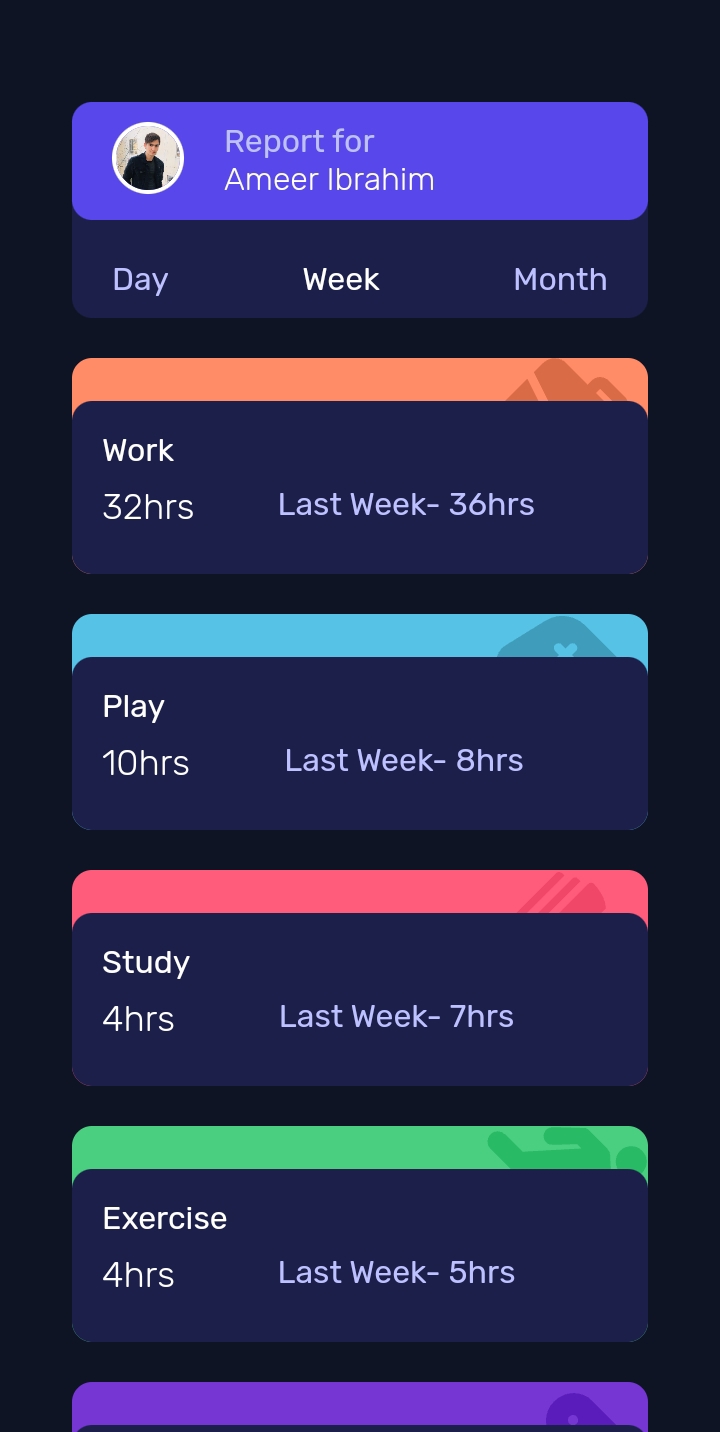 Report for
Ameer Ibrahim
Day Week Month
Work
32hrs Last Week- 36hrs
Play
10hrs Last Week- 8hrs
Study
4hrs Last Week- 7hrs
Exercise
4hrs Last Week- 5hrs